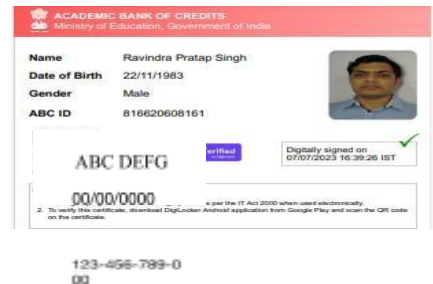 ACADEMIC BANK OF CREDITS
Ministry of Education, Government of India
Name Ravindra Pratap Singh
Date of Birth 22/11/1983
Gender Male
ABC ID 816620608161
erified
Digitally signed on
07/07/2023 16:39:26 IST
ABC DEFG
00/00/0000
e per the IT Act 2000 when used electronically.
2. To verify this certificate, download DigiLocker Android application from Google Play and scan the QR code
on the certificate.
123-456-789-0
00